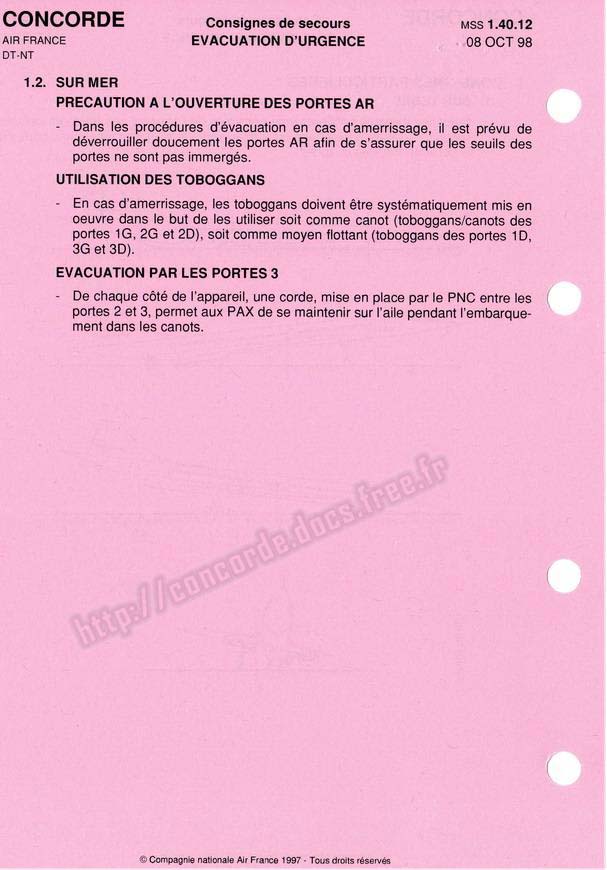 CONCORDE
AIR FRANCE
DT-NT
Consignes de secours
EVACUATION D'URGENCE
MSS 1.40.12
08 OCT 98
1.2. SUR MER
PRECAUTION A L'OUVERTURE DES PORTES AR
- Dans les procédures d'évacuation en cas d'amerrissage, il est prévu de
déverrouiller doucement les portes AR afin de s'assurer que les seuils des
portes ne sont pas immergés.
UTILISATION DES TOBOGGANS
- En cas d'amerrissage, les toboggans doivent être systématiquement mis en
oeuvre dans le but de les utiliser soit comme canot (toboggans/canots des
portes 1G, 2G et 2D), soit comme moyen flottant (toboggans des portes 1D,
3G et 3D).
EVACUATION PAR LES PORTES 3
- De chaque côté de l'appareil, une corde, mise en place par le PNC entre les
portes 2 et 3, permet aux PAX de se maintenir sur l'aile pendant l'embarque-
ment dans les canots.
http://concorde.docs.free.fr
© Compagnie nationale Air France 1997 - Tous droits réservés